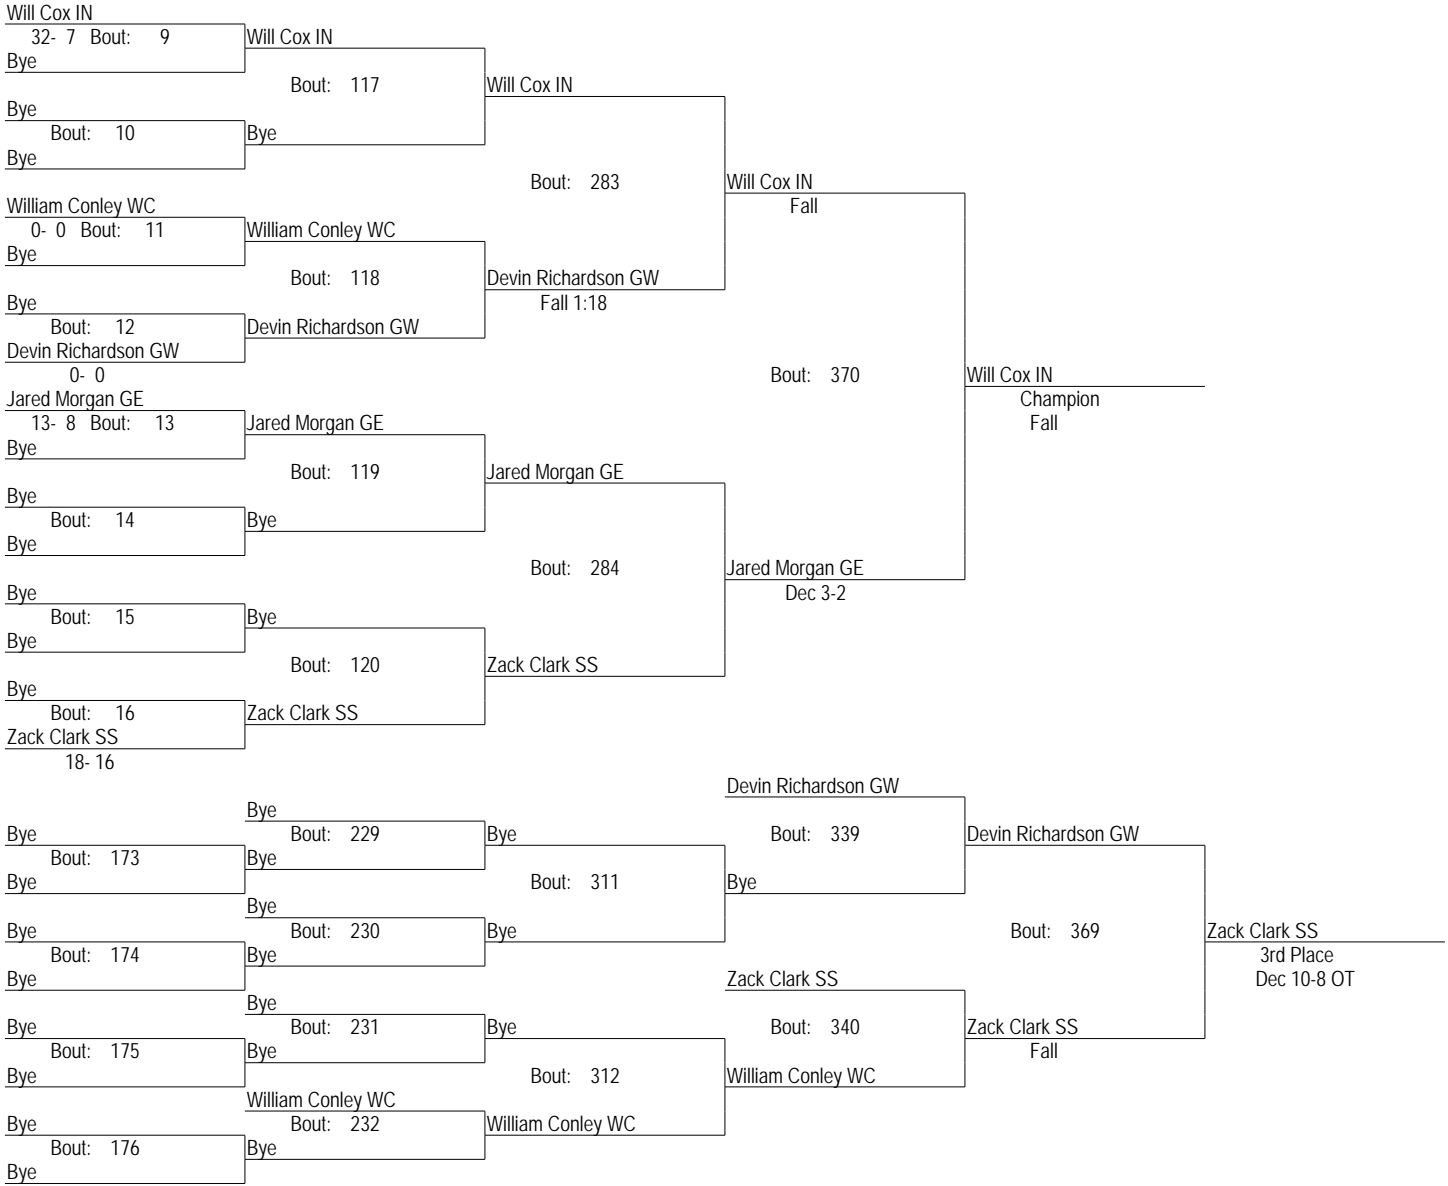 Will Cox IN
32- 7 Bout: 9 Will Cox IN
Bye
Bout: 117 Will Cox IN
Bye
Bout: 10 Bye
Bye
Bout: 283 Will Cox IN
Fall
William Conley WC
0- 0 Bout: 11 William Conley WC
Bye
Bout: 118 Devin Richardson GW
Bye Fall 1:18
Bout: 12 Devin Richardson GW
Devin Richardson GW
0- 0 Bout: 370 Will Cox IN
Jared Morgan GE Champion
13- 8 Bout: 13 Jared Morgan GE Fall
Bye
Bout: 119 Jared Morgan GE
Bye
Bout: 14 Bye
Bye
Bout: 284 Jared Morgan GE
Bye Dec 3-2
Bout: 15 Bye
Bye
Bout: 120 Zack Clark SS
Bye
Bout: 16 Zack Clark SS
Zack Clark SS
18- 16
Devin Richardson GW
Bye
Bye Bout: 229 Bye Bout: 339 Devin Richardson GW
Bout: 173 Bye
Bye Bout: 311 Bye
Bye
Bye Bout: 230 Bye Bout: 369 Zack Clark SS
Bout: 174 Bye 3rd Place
Bye Zack Clark SS Dec 10-8 OT
Bye
Bye Bout: 231 Bye Bout: 340 Zack Clark SS
Bout: 175 Bye Fall
Bye Bout: 312 William Conley WC
William Conley WC
Bye Bout: 232 William Conley WC
Bout: 176 Bye
Bye